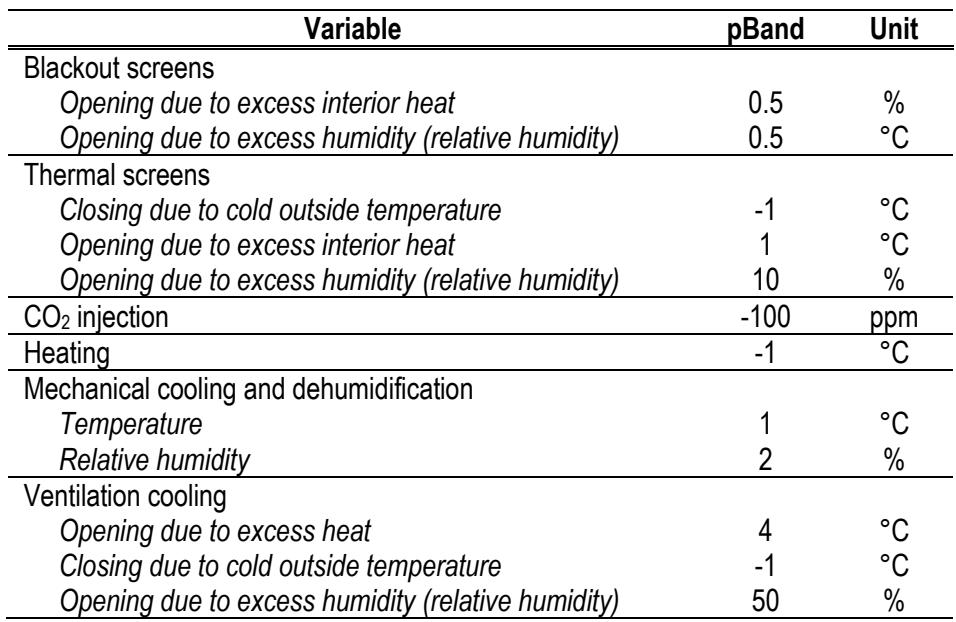 Variable pBand Unit
Blackout screens
Opening due to excess interior heat 0.5 %
Opening due to excess humidity (relative humidity) 0.5 °C
Thermal screens
Closing due to cold outside temperature -1 °C
Opening due to excess interior heat 1 °C
Opening due to excess humidity (relative humidity) 10 %
CO₂ injection -100 ppm
Heating -1 °C
Mechanical cooling and dehumidification
Temperature 1 °C
Relative humidity 2 %
Ventilation cooling
Opening due to excess heat 4 °C
Closing due to cold outside temperature -1 °C
Opening due to excess humidity (relative humidity) 50 %